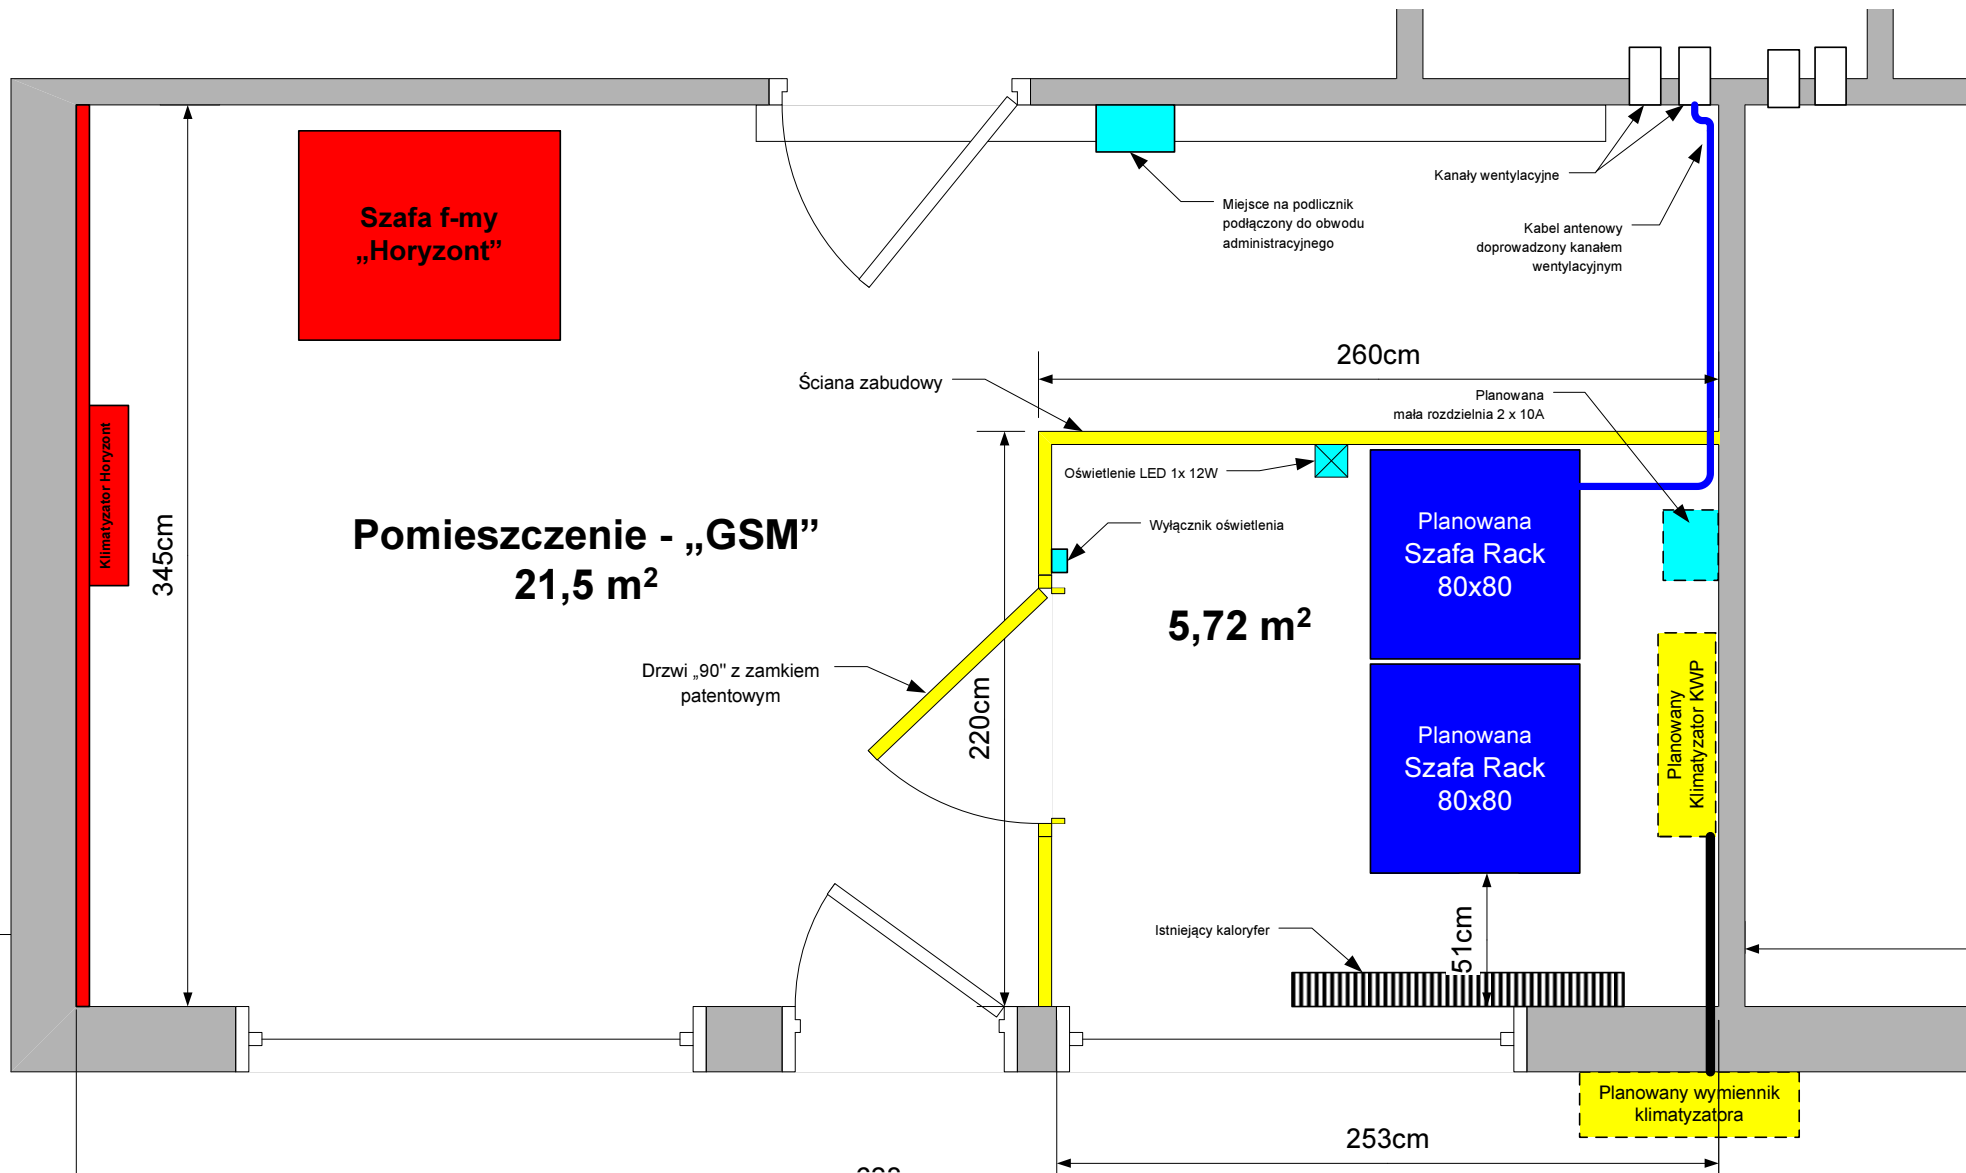 Szafa f-my
„Horyzont”
Kanały wentylacyjne
Miejsce na podlicznik
podłączony do obwodu
administracyjnego
Kabel antenowy
doprowadzony kanałem
wentylacyjnym
260cm
Ściana zabudowy
Planowana
mała rozdzielnia 2 x 10A
Klimatyzator Horyzont
345cm
Oświetlenie LED 1x 12W
Wyłącznik oświetlenia
Pomieszczenie - „GSM”
21,5 m²
Planowana
Szafa Rack
80x80
5,72 m²
Drzwi „90" z zamkiem
patentowym
220cm
Planowany
Klimatyzator KWP
Planowana
Szafa Rack
80x80
Istniejący kaloryfer
51cm
Planowany wymiennik
klimatyzatora
253cm